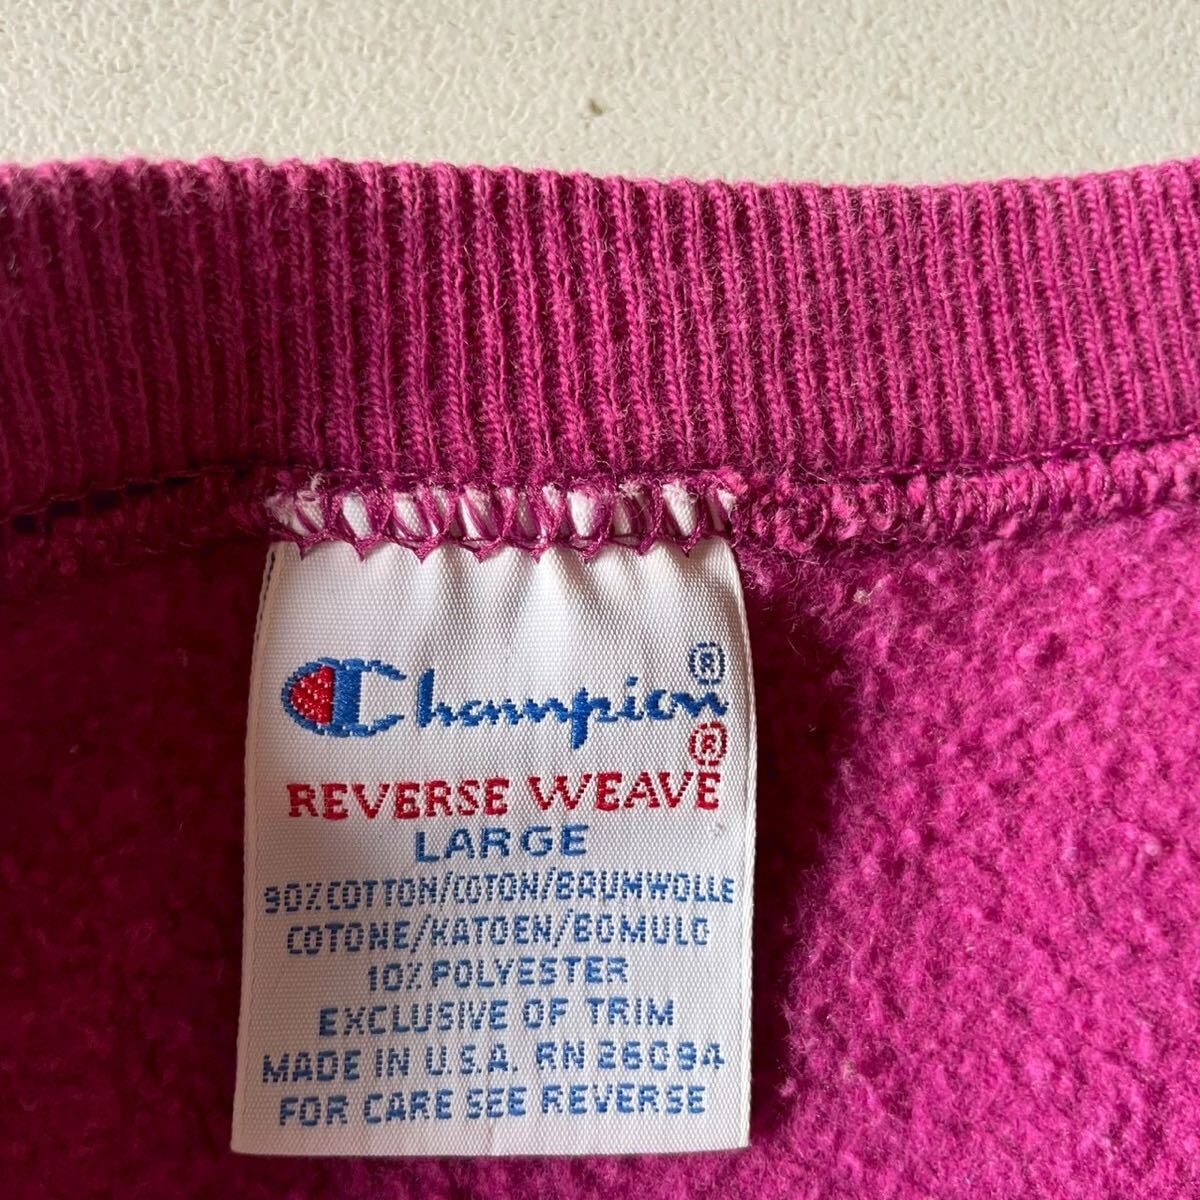 Champion®
REVERSE WEAVE®
LARGE
90% COTTON/COTON/BAUMWOLLE
COTONE/KATOEN/BOMULD
10% POLYESTER
EXCLUSIVE OF TRIM
MADE IN U.S.A. RN 26094
FOR CARE SEE REVERSE